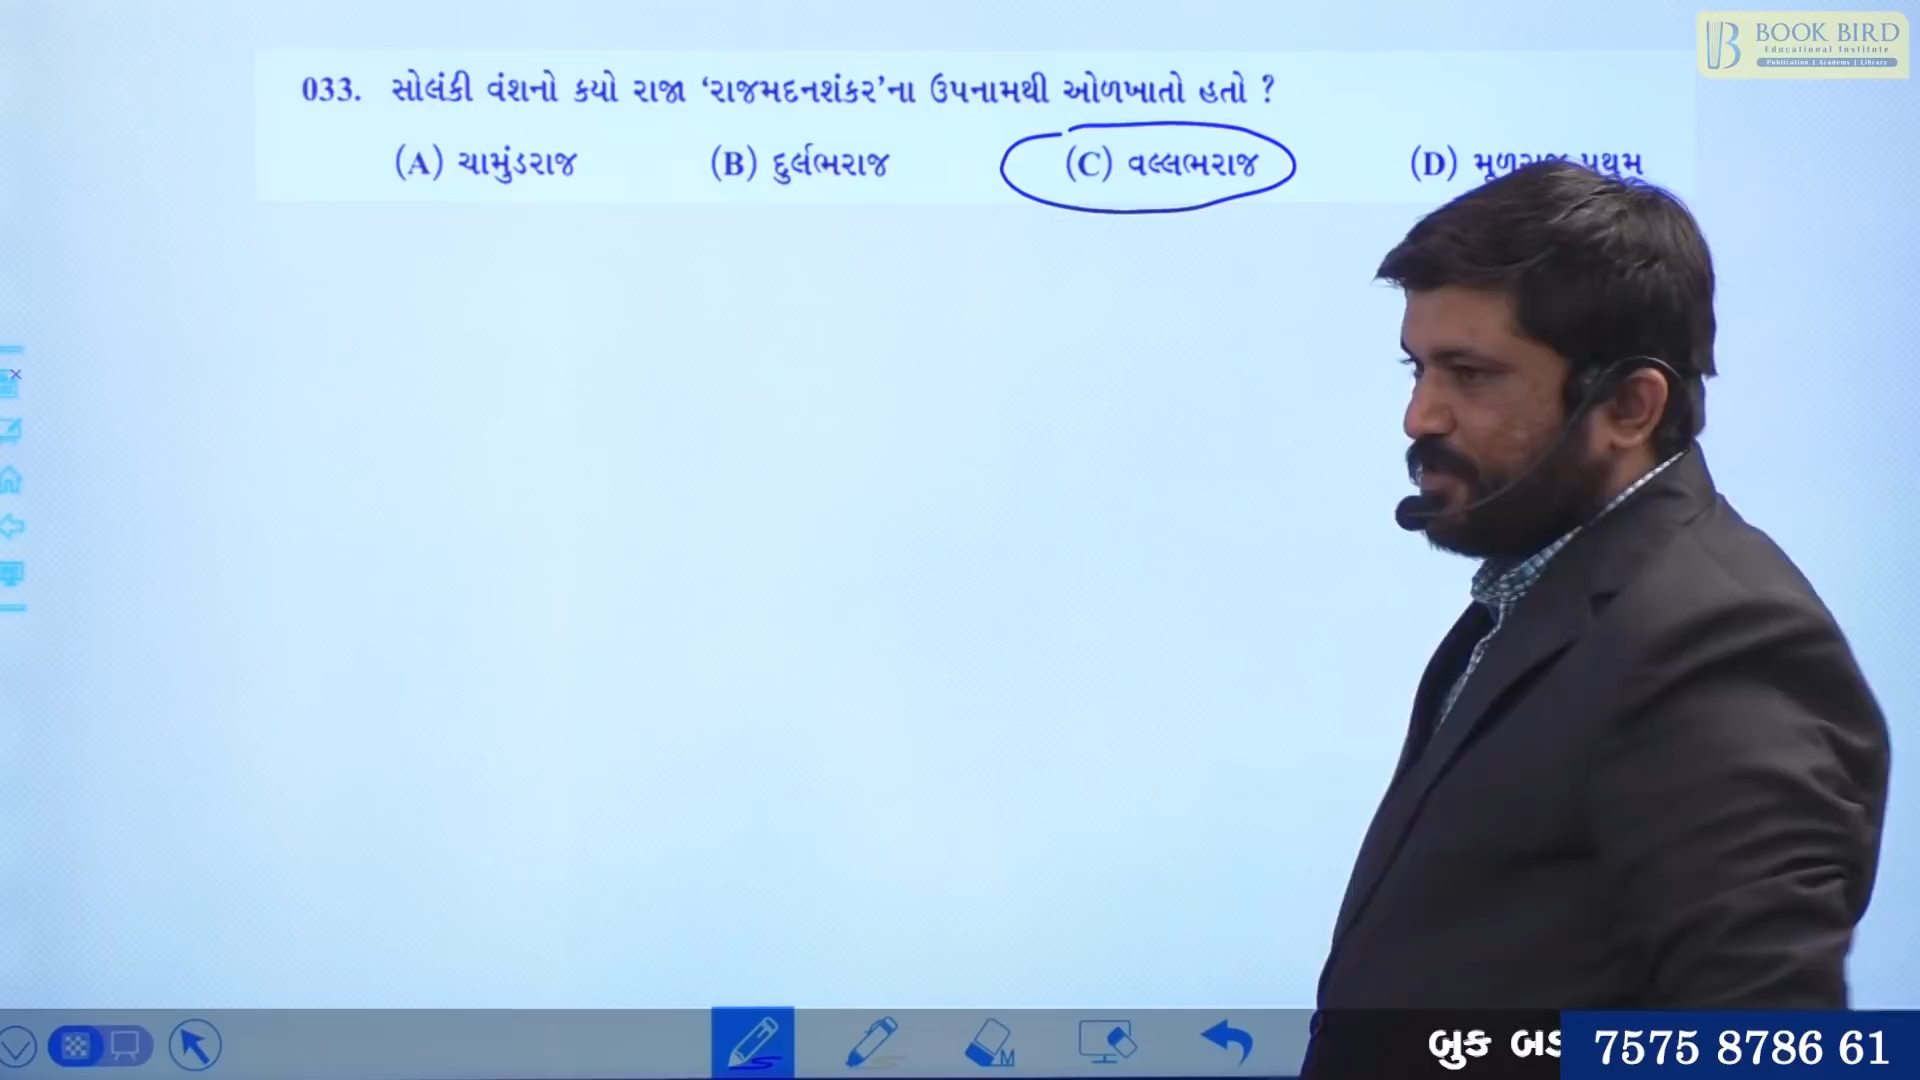 BOOK BIRD
Educational Institute
Publication | Academy | Library
033. સોલંકી વંશનો કયો રાજા ‘રાજમદનશંકર’ના ઉપનામથી ઓળખાતો હતો ?
(A) ચામુંડરાજ (B) દુર્લભરાજ (C) વલ્લભરાજ (D) પ્રથમ
M
બુક 7575 8786 61